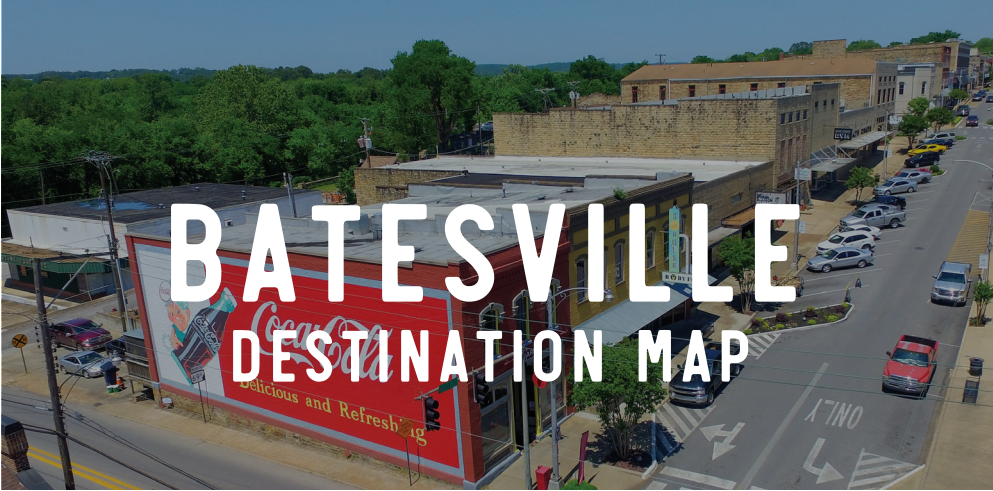 BATESVILLE
DESTINATION MAP
Coca-Cola
Delicious and Refreshing
ONLY